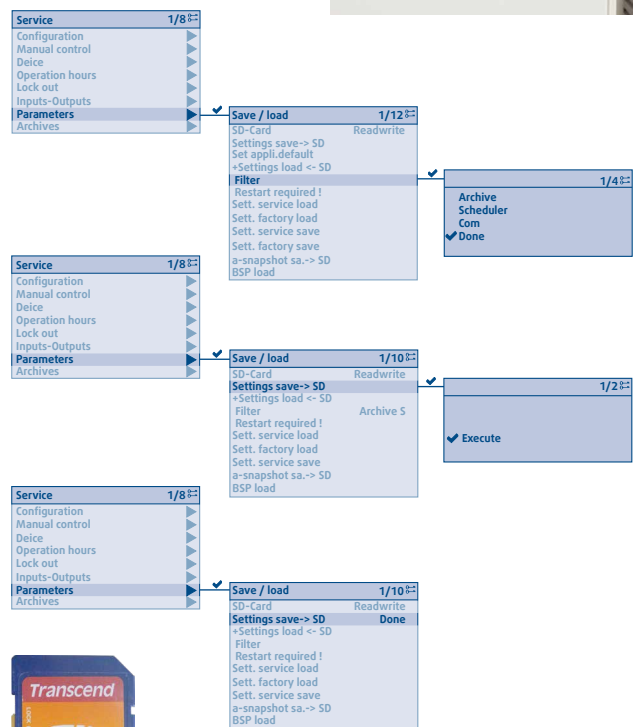 Service 1/8
Configuration
Manual control
Deice
Operation hours
Lock out
Inputs-Outputs
Parameters
Archives
Save / load 1/12
SD-Card Readwrite
Settings save-> SD
Set appli.default
+Settings load <- SD
Filter
Restart required !
Sett. service load
Sett. factory load
Sett. service save
Sett. factory save
a-snapshot sa.-> SD
BSP load
1/4
Archive
Scheduler
Com
Done
Service 1/8
Configuration
Manual control
Deice
Operation hours
Lock out
Inputs-Outputs
Parameters
Archives
Save / load 1/10
SD-Card Readwrite
Settings save-> SD
+Settings load <- SD
Filter Archive S
Restart required !
Sett. service load
Sett. factory load
Sett. service save
a-snapshot sa.-> SD
BSP load
1/2
Execute
Service 1/8
Configuration
Manual control
Deice
Operation hours
Lock out
Inputs-Outputs
Parameters
Archives
Save / load 1/10
SD-Card Readwrite
Settings save-> SD Done
+Settings load <- SD
Filter
Restart required !
Sett. service load
Sett. factory load
Sett. service save
a-snapshot sa.-> SD
BSP load
Transcend
LOCK